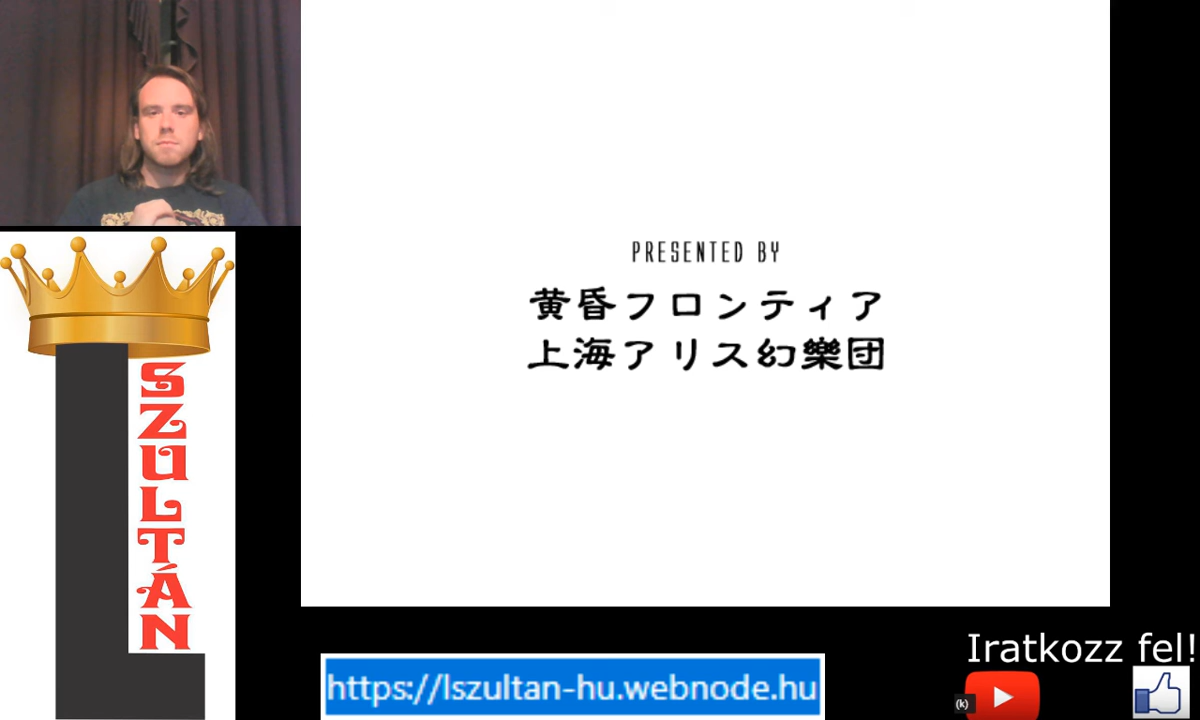 PRESENTED BY
黄昏フロンティア
上海アリス幻樂団
SZULTÁN
https://lszultan-hu.webnode.hu
Iratkozz fel!
(k)